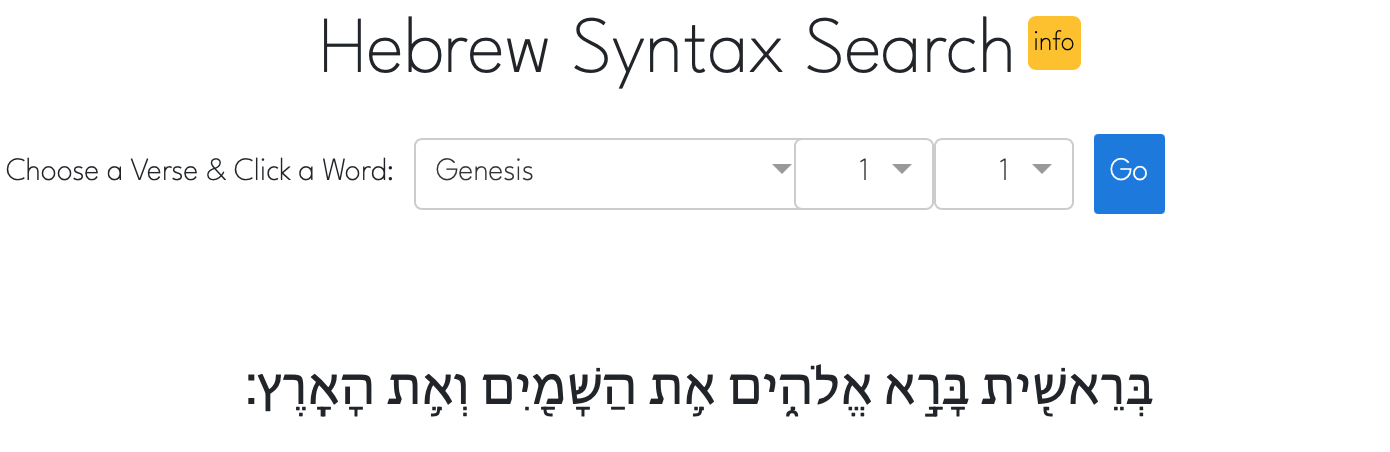 Hebrew Syntax Search info
Choose a Verse & Click a Word: Genesis 1 1 Go
בְּרֵאשִׁ֖ית בָּרָ֣א אֱלֹהִ֑ים אֵ֥ת הַשָּׁמַ֖יִם וְאֵ֥ת הָאָֽרֶץ׃